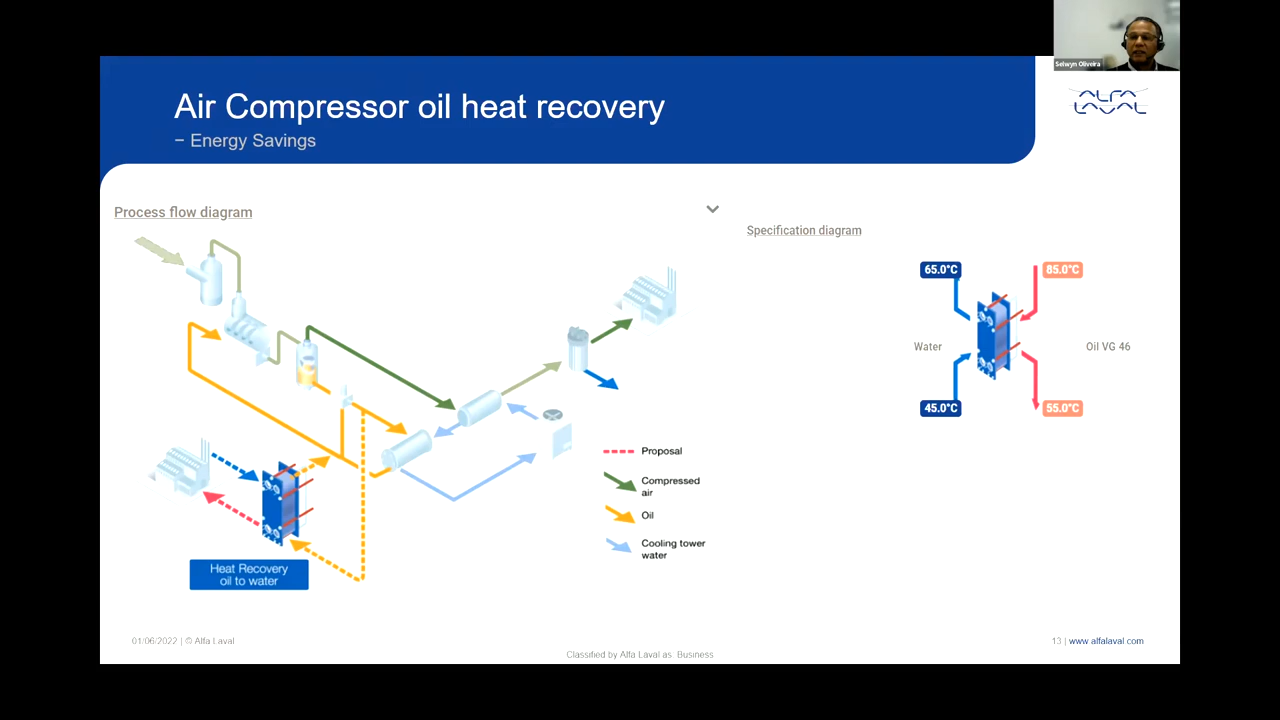 Selwyn Oliveira
Air Compressor oil heat recovery
− Energy Savings
ALFA
LAVAL
Process flow diagram
Specification diagram
65.0°C
85.0°C
Water
Oil VG 46
45.0°C
55.0°C
Proposal
Compressed
air
Oil
Cooling tower
water
Heat Recovery
oil to water
01/06/2022 | © Alfa Laval
13 | www.alfalaval.com
Classified by Alfa Laval as: Business